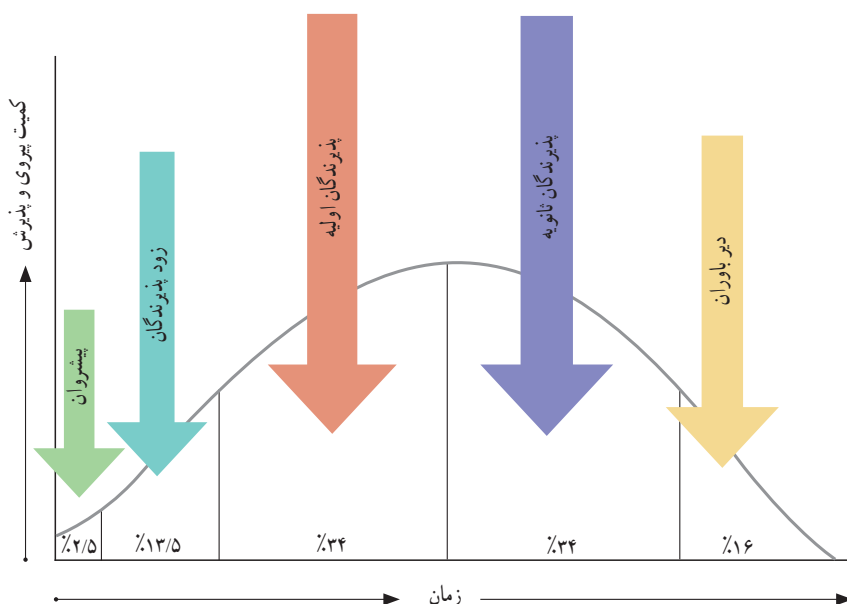 کمیت پیروی و پذیرش
پیشروان
زود پذیرندگان
پذیرندگان اولیه
پذیرندگان ثانویه
دیر باوران
٪۲/۵
٪۱۳/۵
٪۳۴
٪۳۴
٪۱۶
زمان